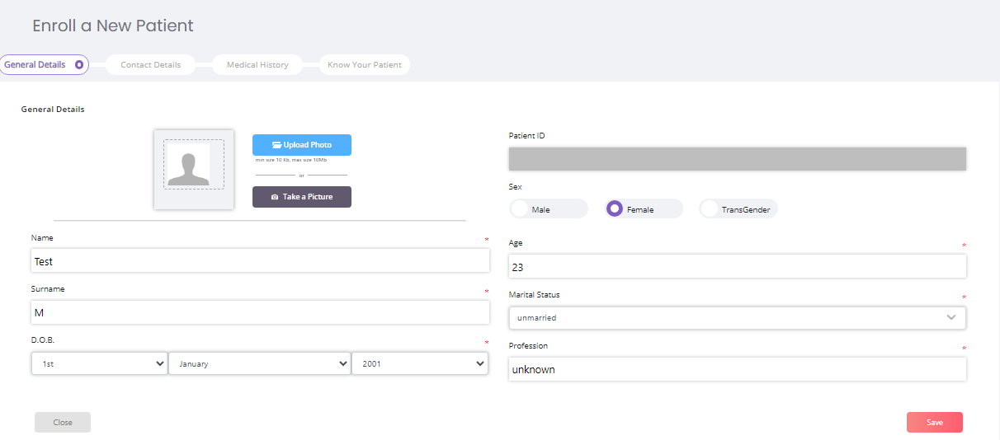 Enroll a New Patient
General Details
Contact Details
Medical History
Know Your Patient
General Details
Upload Photo
min size 10 Kb, max size 10Mb
or
Take a Picture
Patient ID
Sex
Male
Female
TransGender
Name *
Test
Age *
23
Surname *
M
Marital Status *
unmarried
D.O.B. *
1st January 2001
Profession *
unknown
Close
Save